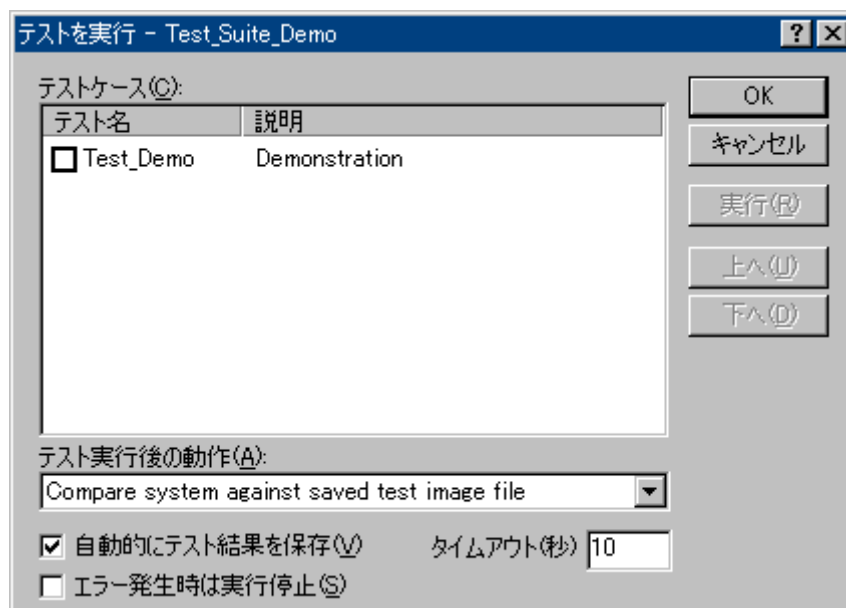 テストを実行 - Test_Suite_Demo
テストケース(C):
テスト名 説明
Test_Demo Demonstration
OK
キャンセル
実行(R)
上へ(U)
下へ(D)
テスト実行後の動作(A):
Compare system against saved test image file
自動的にテスト結果を保存(V) タイムアウト(秒) 10
エラー発生時は実行停止(S)